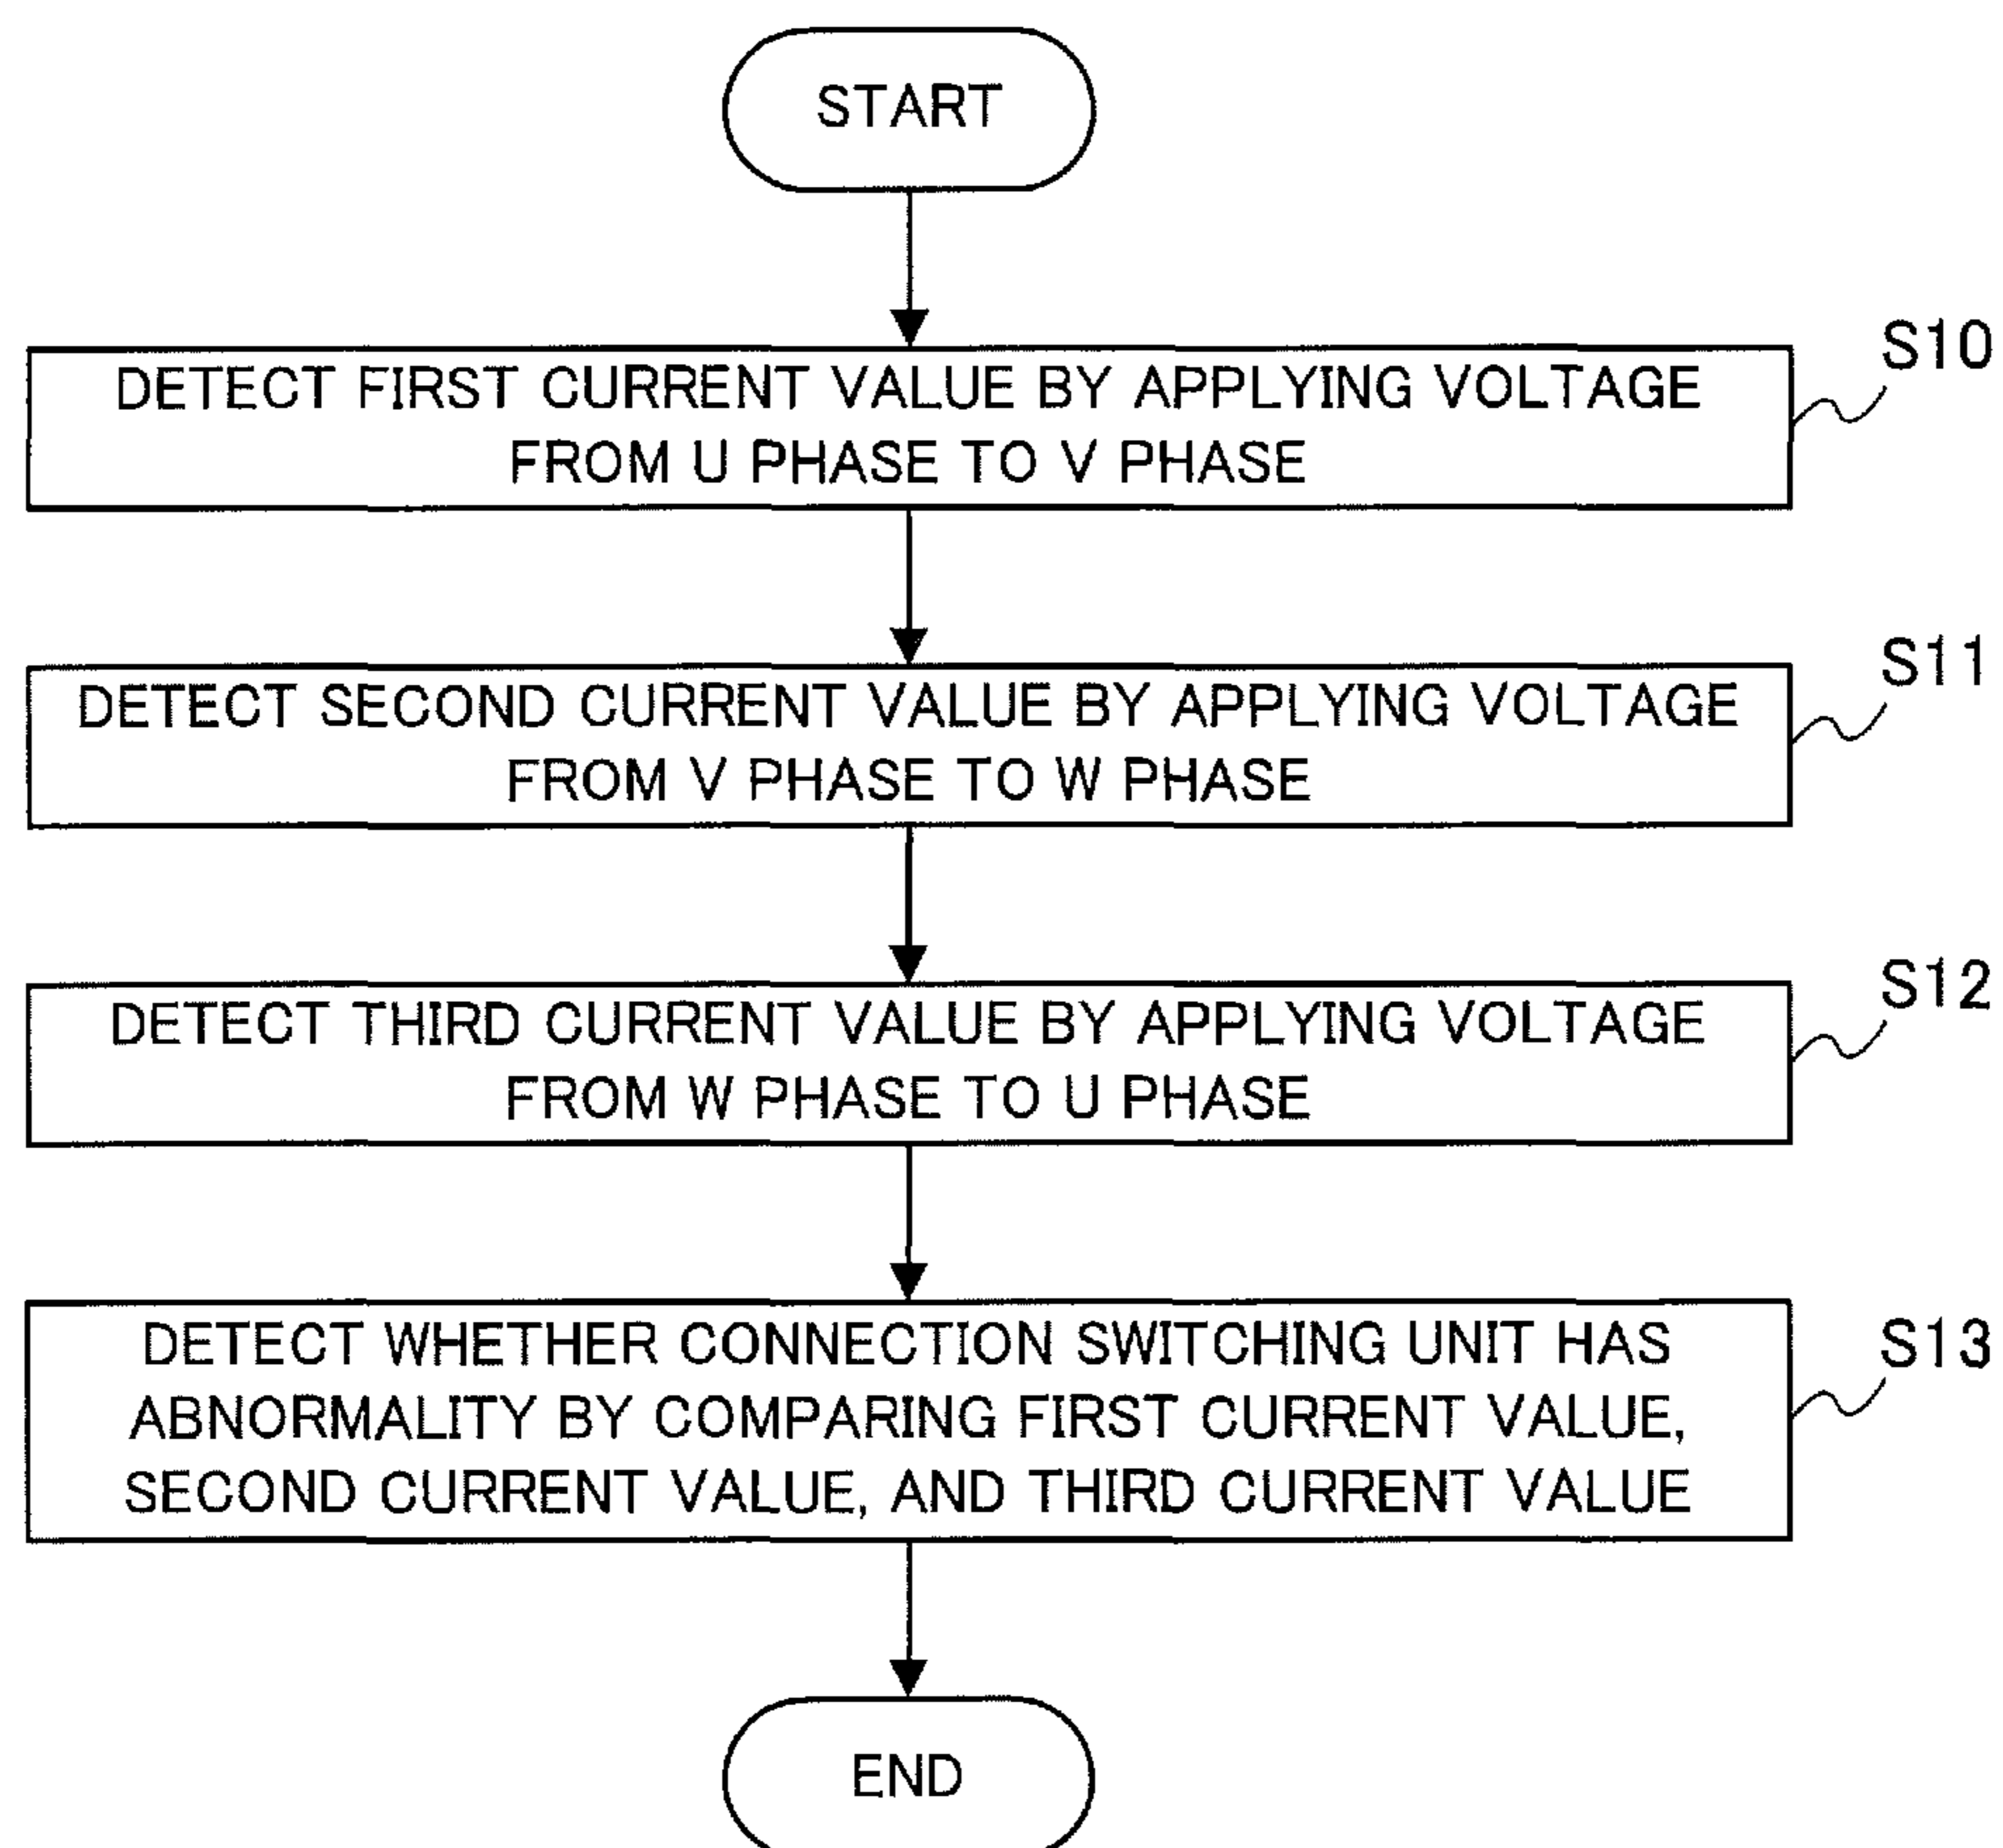 START
S10
DETECT FIRST CURRENT VALUE BY APPLYING VOLTAGE
FROM U PHASE TO V PHASE
S11
DETECT SECOND CURRENT VALUE BY APPLYING VOLTAGE
FROM V PHASE TO W PHASE
S12
DETECT THIRD CURRENT VALUE BY APPLYING VOLTAGE
FROM W PHASE TO U PHASE
S13
DETECT WHETHER CONNECTION SWITCHING UNIT HAS
ABNORMALITY BY COMPARING FIRST CURRENT VALUE,
SECOND CURRENT VALUE, AND THIRD CURRENT VALUE
END